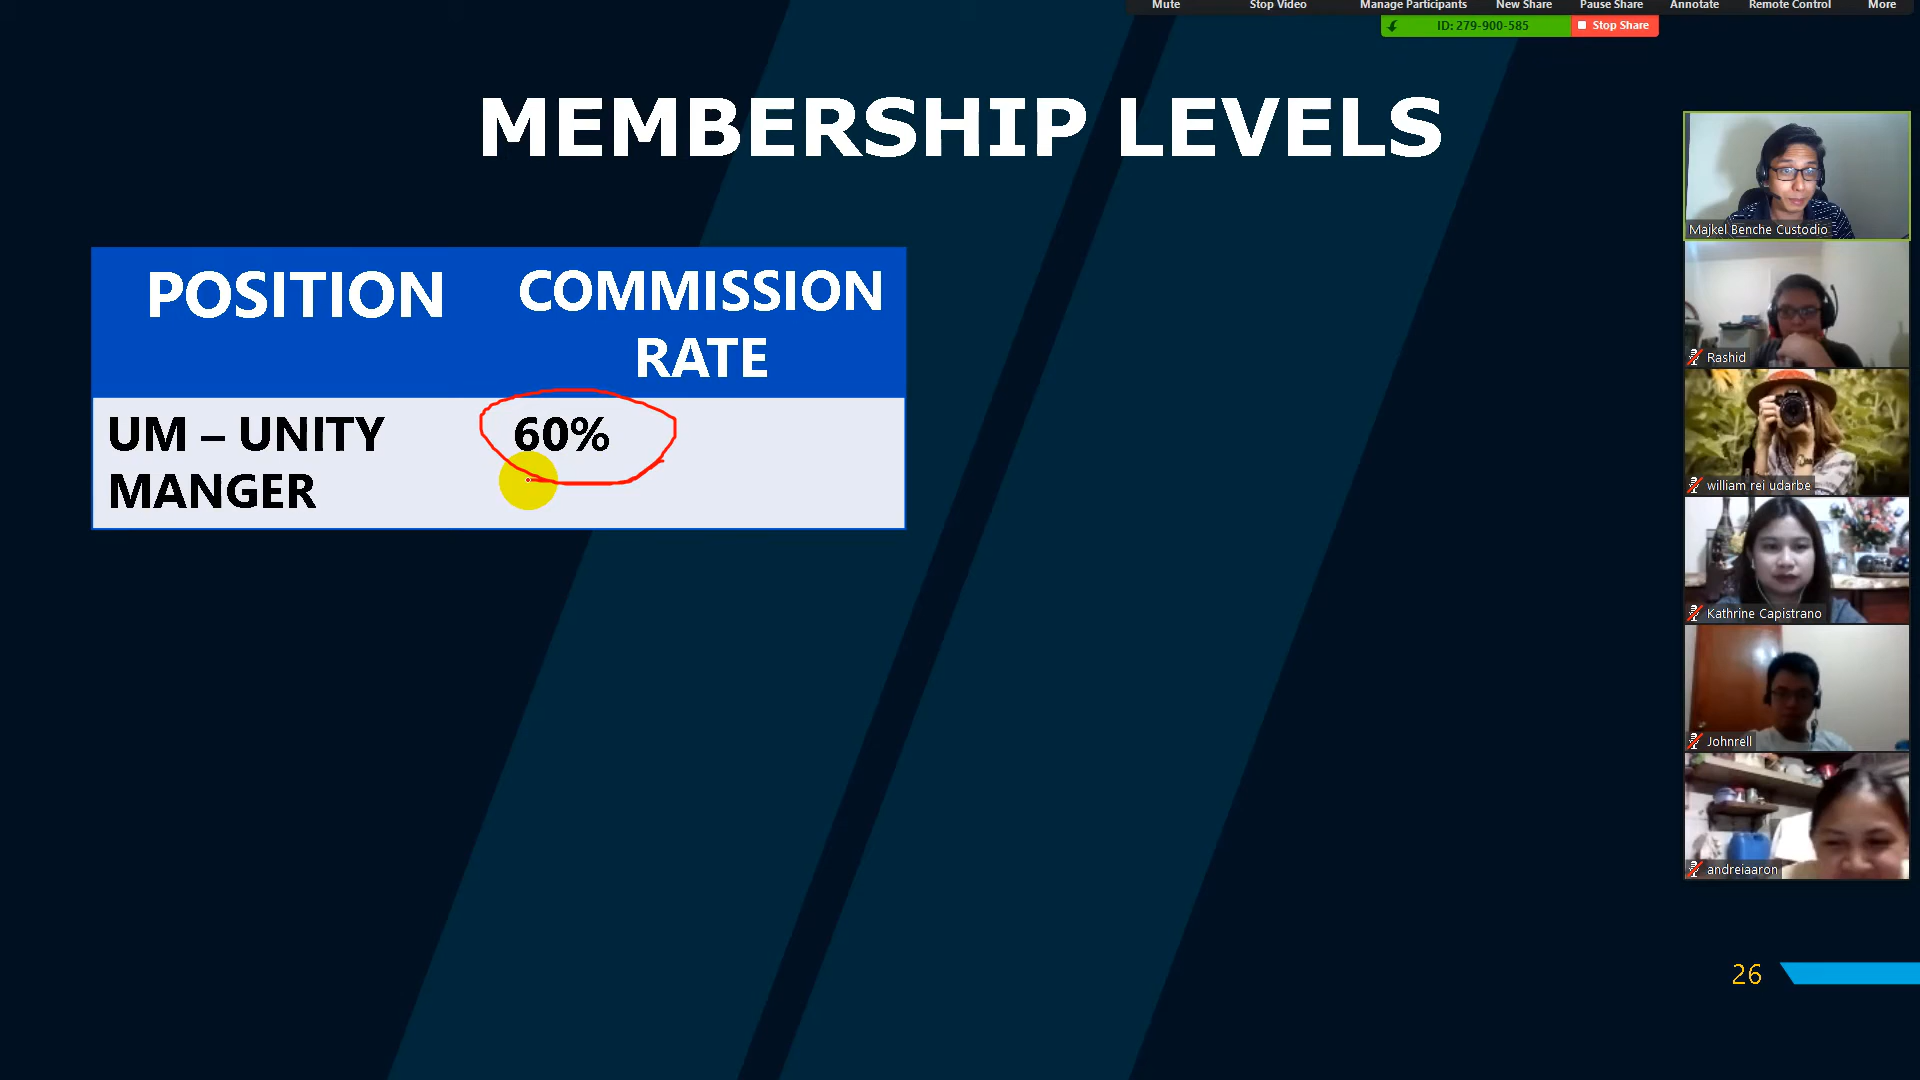 Mute Stop Video Manage Participants New Share Pause Share Annotate Remote Control More
ID: 279-900-585 Stop Share
MEMBERSHIP LEVELS
POSITION
COMMISSION
RATE
UM – UNITY
MANGER
60%
Majkel Benche Custodio
Rashid
william rei udarbe
Kathrine Capistrano
Johnrell
andreiaaron
26